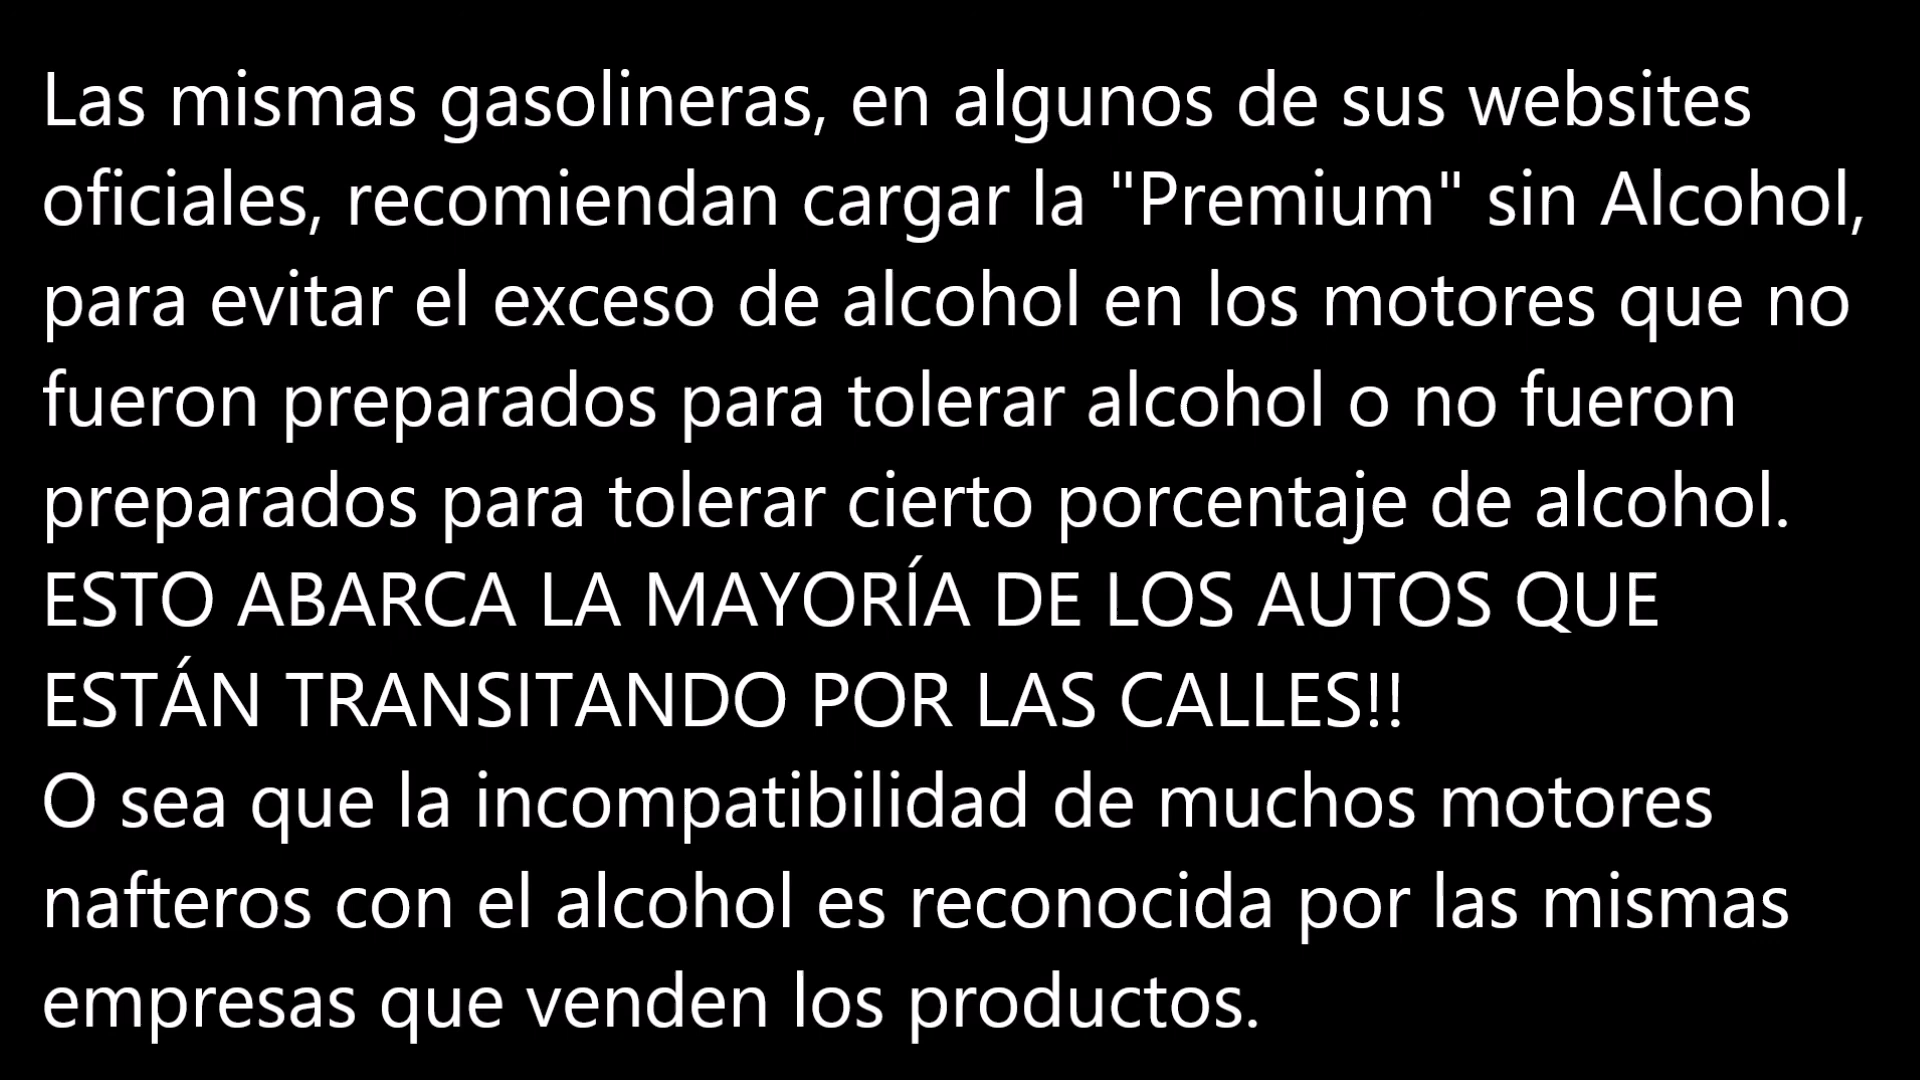 Las mismas gasolineras, en algunos de sus websites
oficiales, recomiendan cargar la "Premium" sin Alcohol,
para evitar el exceso de alcohol en los motores que no
fueron preparados para tolerar alcohol o no fueron
preparados para tolerar cierto porcentaje de alcohol.
ESTO ABARCA LA MAYORÍA DE LOS AUTOS QUE
ESTÁN TRANSITANDO POR LAS CALLES!!
O sea que la incompatibilidad de muchos motores
nafteros con el alcohol es reconocida por las mismas
empresas que venden los productos.